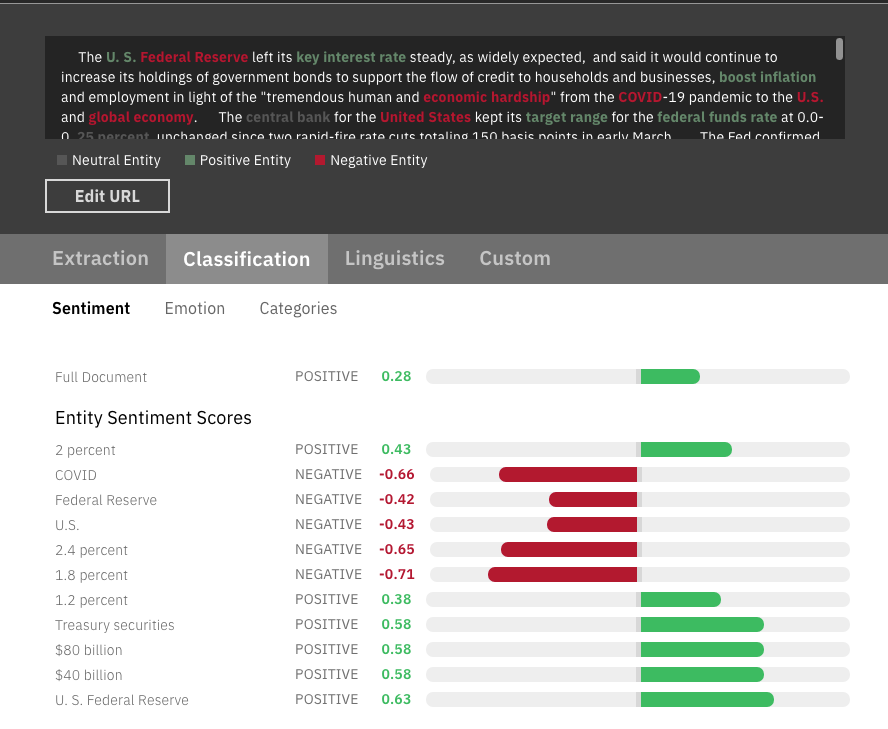 The U. S. Federal Reserve left its key interest rate steady, as widely expected, and said it would continue to
increase its holdings of government bonds to support the flow of credit to households and businesses, boost inflation
and employment in light of the "tremendous human and economic hardship" from the COVID-19 pandemic to the U.S.
and global economy. The central bank for the United States kept its target range for the federal funds rate at 0.0-
0. 25 percent, unchanged since two rapid-fire rate cuts totaling 150 basis points in early March. The Fed confirmed
Neutral Entity Positive Entity Negative Entity
Edit URL
Extraction Classification Linguistics Custom
Sentiment Emotion Categories
Full Document POSITIVE 0.28
Entity Sentiment Scores
2 percent POSITIVE 0.43
COVID NEGATIVE -0.66
Federal Reserve NEGATIVE -0.42
U.S. NEGATIVE -0.43
2.4 percent NEGATIVE -0.65
1.8 percent NEGATIVE -0.71
1.2 percent POSITIVE 0.38
Treasury securities POSITIVE 0.58
$80 billion POSITIVE 0.58
$40 billion POSITIVE 0.58
U. S. Federal Reserve POSITIVE 0.63